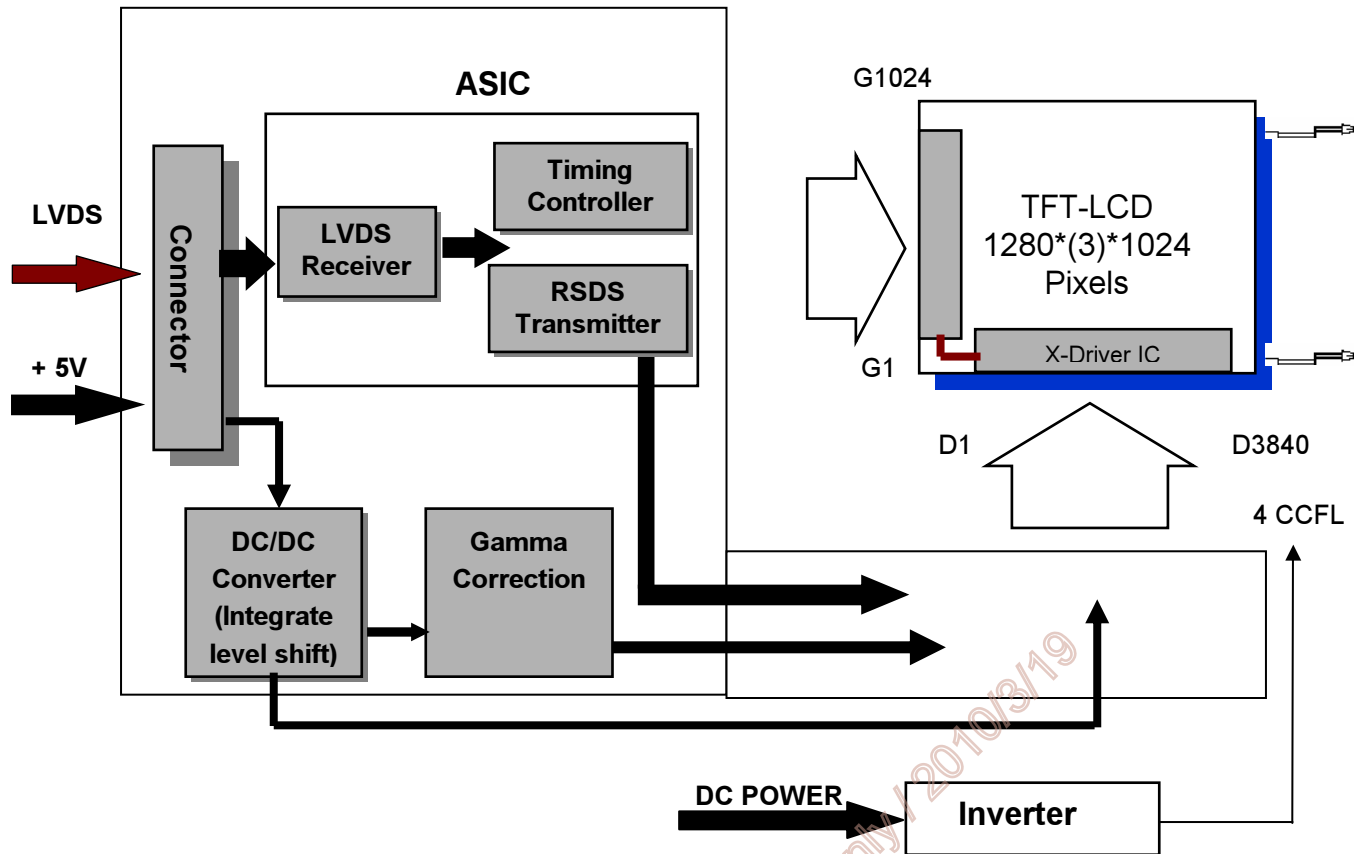 ASIC
G1024
LVDS
+ 5V
Connector
LVDS
Receiver
Timing
Controller
RSDS
Transmitter
TFT-LCD
1280*(3)*1024
Pixels
X-Driver IC
G1
D1
D3840
4 CCFL
DC/DC
Converter
(Integrate
level shift)
Gamma
Correction
DC POWER
Inverter
/ 2010/3/19